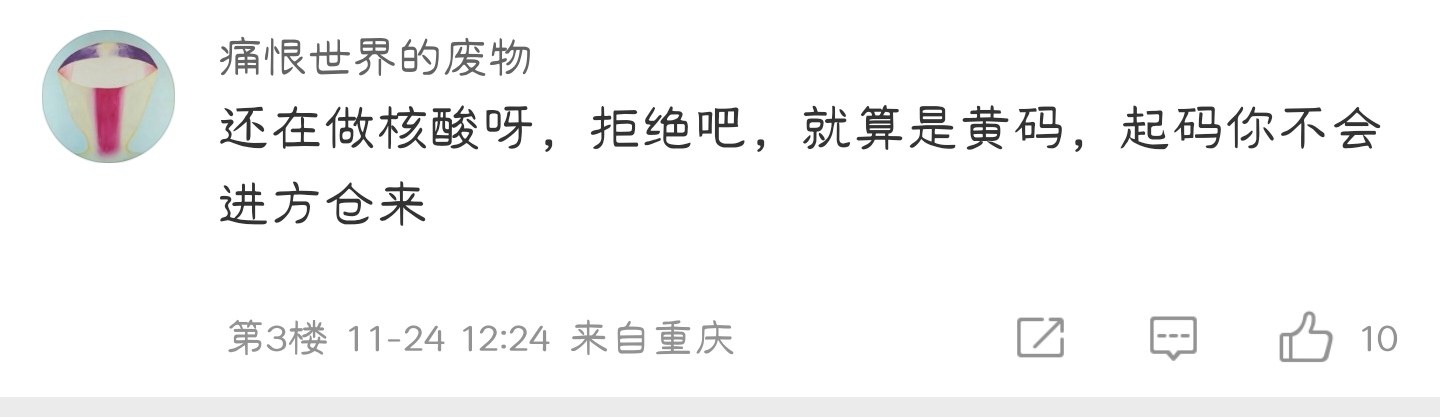 痛恨世界的废物
还在做核酸呀，拒绝吧，就算是黄码，起码你不会
进方仓来
第3楼 11-24 12:24 来自重庆
10